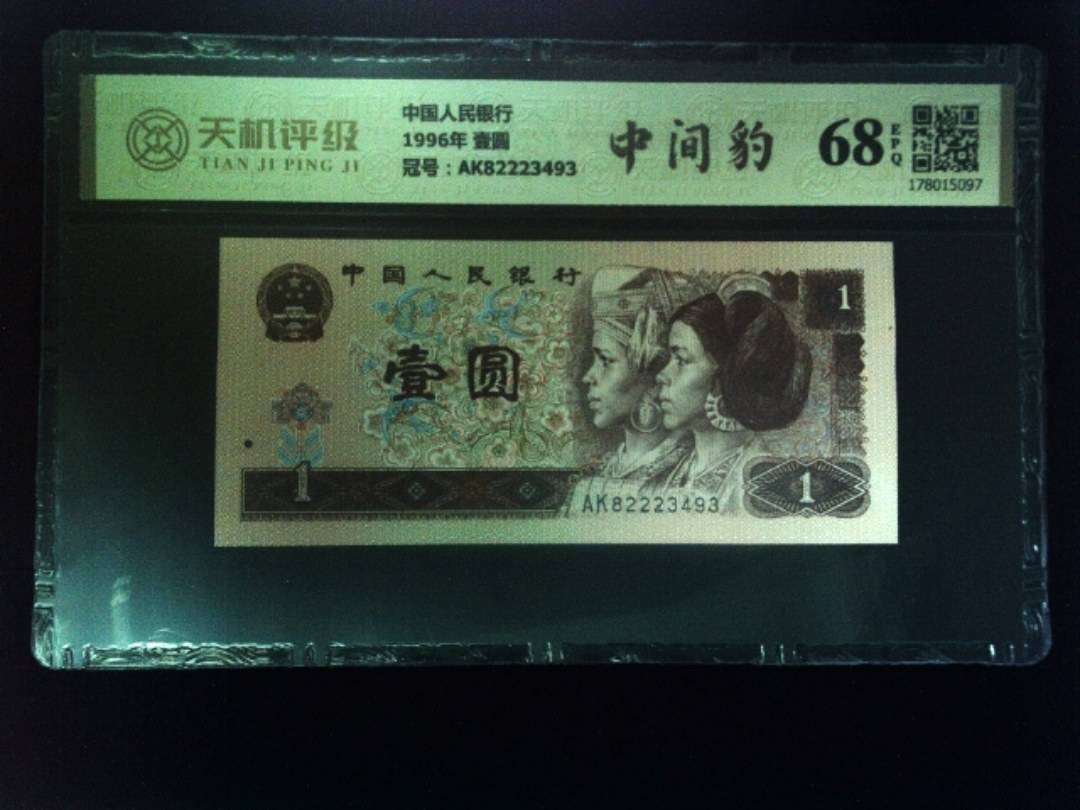 天机评级
TIAN JI PING JI
中国人民银行
1996年 壹圆
冠号：AK82223493
中间豹
68
EPQ
178015097
中国人民银行
1
壹圆
1
1
AK82223493